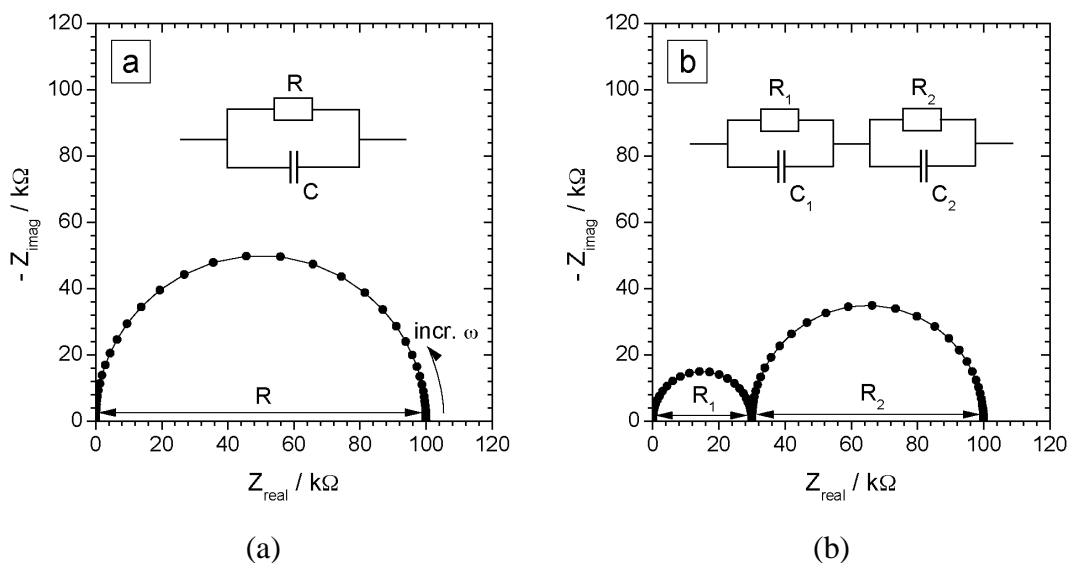 a
R
C
incr. ω
R
120
100
80
60
40
20
0
- Z_imag / kΩ
0 20 40 60 80 100 120
Z_real / kΩ
(a)
b
R_1
R_2
C_1
C_2
R_1
R_2
120
100
80
60
40
20
0
- Z_imag / kΩ
0 20 40 60 80 100 120
Z_real / kΩ
(b)